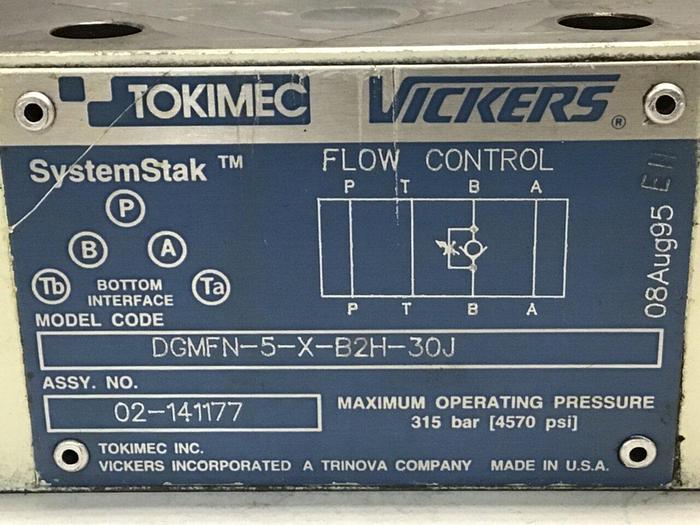 TOKIMEC VICKERS ®
SystemStak ™
FLOW CONTROL
P T B A
P
B A
Tb Ta
BOTTOM
INTERFACE
P T B A
08Aug95 E11
MODEL CODE
DGMFN-5-X-B2H-30J
ASSY. NO.
02-141177
MAXIMUM OPERATING PRESSURE
315 bar [4570 psi]
TOKIMEC INC.
VICKERS INCORPORATED A TRINOVA COMPANY MADE IN U.S.A.